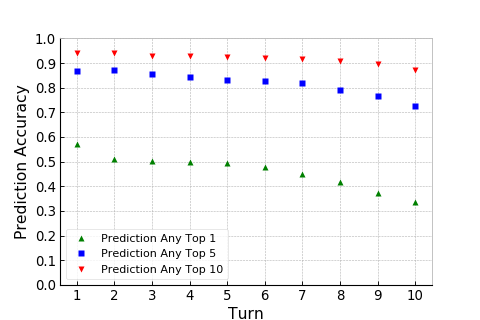 1.0
0.9
0.8
0.7
0.6
0.5
0.4
0.3
0.2
0.1
0.0
Prediction Accuracy
Prediction Any Top 1
Prediction Any Top 5
Prediction Any Top 10
1 2 3 4 5 6 7 8 9 10
Turn